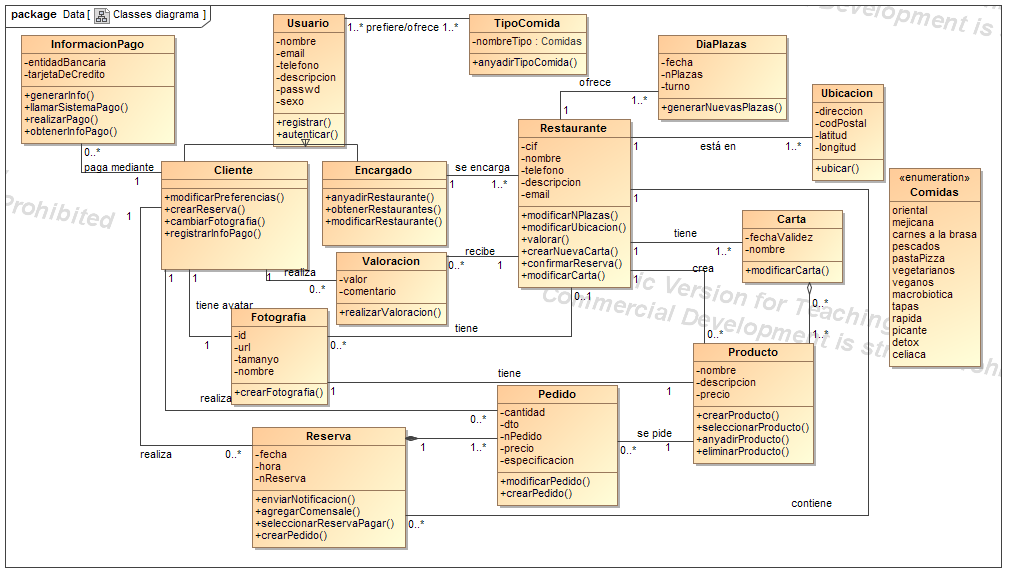 package Data [ Classes diagrama ]
Development is s
Prohibited
ic Version for Teaching
Commercial Development is str
rohi
InformacionPago
-entidadBancaria
-tarjetaDeCredito
+generarInfo()
+llamarSistemaPago()
+realizarPago()
+obtenerInfoPago()
Usuario
-nombre
-email
-telefono
-descripcion
-passwd
-sexo
+registrar()
+autenticar()
1..* prefiere/ofrece 1..*
TipoComida
-nombreTipo : Comidas
+anyadirTipoComida()
DiaPlazas
-fecha
-nPlazas
-turno
+generarNuevasPlazas()
ofrece
1
1..*
Ubicacion
-direccion
-codPostal
-latitud
-longitud
+ubicar()
1
está en
1..*
Restaurante
-cif
-nombre
-telefono
-descripcion
-email
+modificarNPlazas()
+modificarUbicacion()
+valorar()
+crearNuevaCarta()
+confirmarReserva()
+modificarCarta()
0..*
paga mediante
1
Cliente
+modificarPreferencias()
+crearReserva()
+cambiarFotografia()
+registrarInfoPago()
Encargado
+anyadirRestaurante()
+obtenerRestaurantes()
+modificarRestaurante()
se encarga
1
1..*
«enumeration»
Comidas
oriental
mejicana
carnes a la brasa
pescados
pastaPizza
vegetarianos
veganos
macrobiotica
tapas
rapida
picante
detox
celiaca
1
1
Carta
-fechaValidez
-nombre
+modificarCarta()
1
tiene
1..*
Valoracion
-valor
-comentario
+realizarValoracion()
recibe
0..*
1
1
crea
1
1
1
realiza
0..*
0..1
0..*
1..*
0..*
tiene avatar
1
Fotografia
-id
-url
-tamanyo
-nombre
+crearFotografia()
tiene
0..*
Producto
-nombre
-descripcion
-precio
+crearProducto()
+seleccionarProducto()
+anyadirProducto()
+eliminarProducto()
1
tiene
1
Pedido
-cantidad
-dto
-nPedido
-precio
-especificacion
+modificarPedido()
+crearPedido()
realiza
0..*
se pide
0..*
1
Reserva
-fecha
-hora
-nReserva
+enviarNotificacion()
+agregarComensale()
+seleccionarReservaPagar()
+crearPedido()
1
1..*
realiza
0..*
contiene
0..*